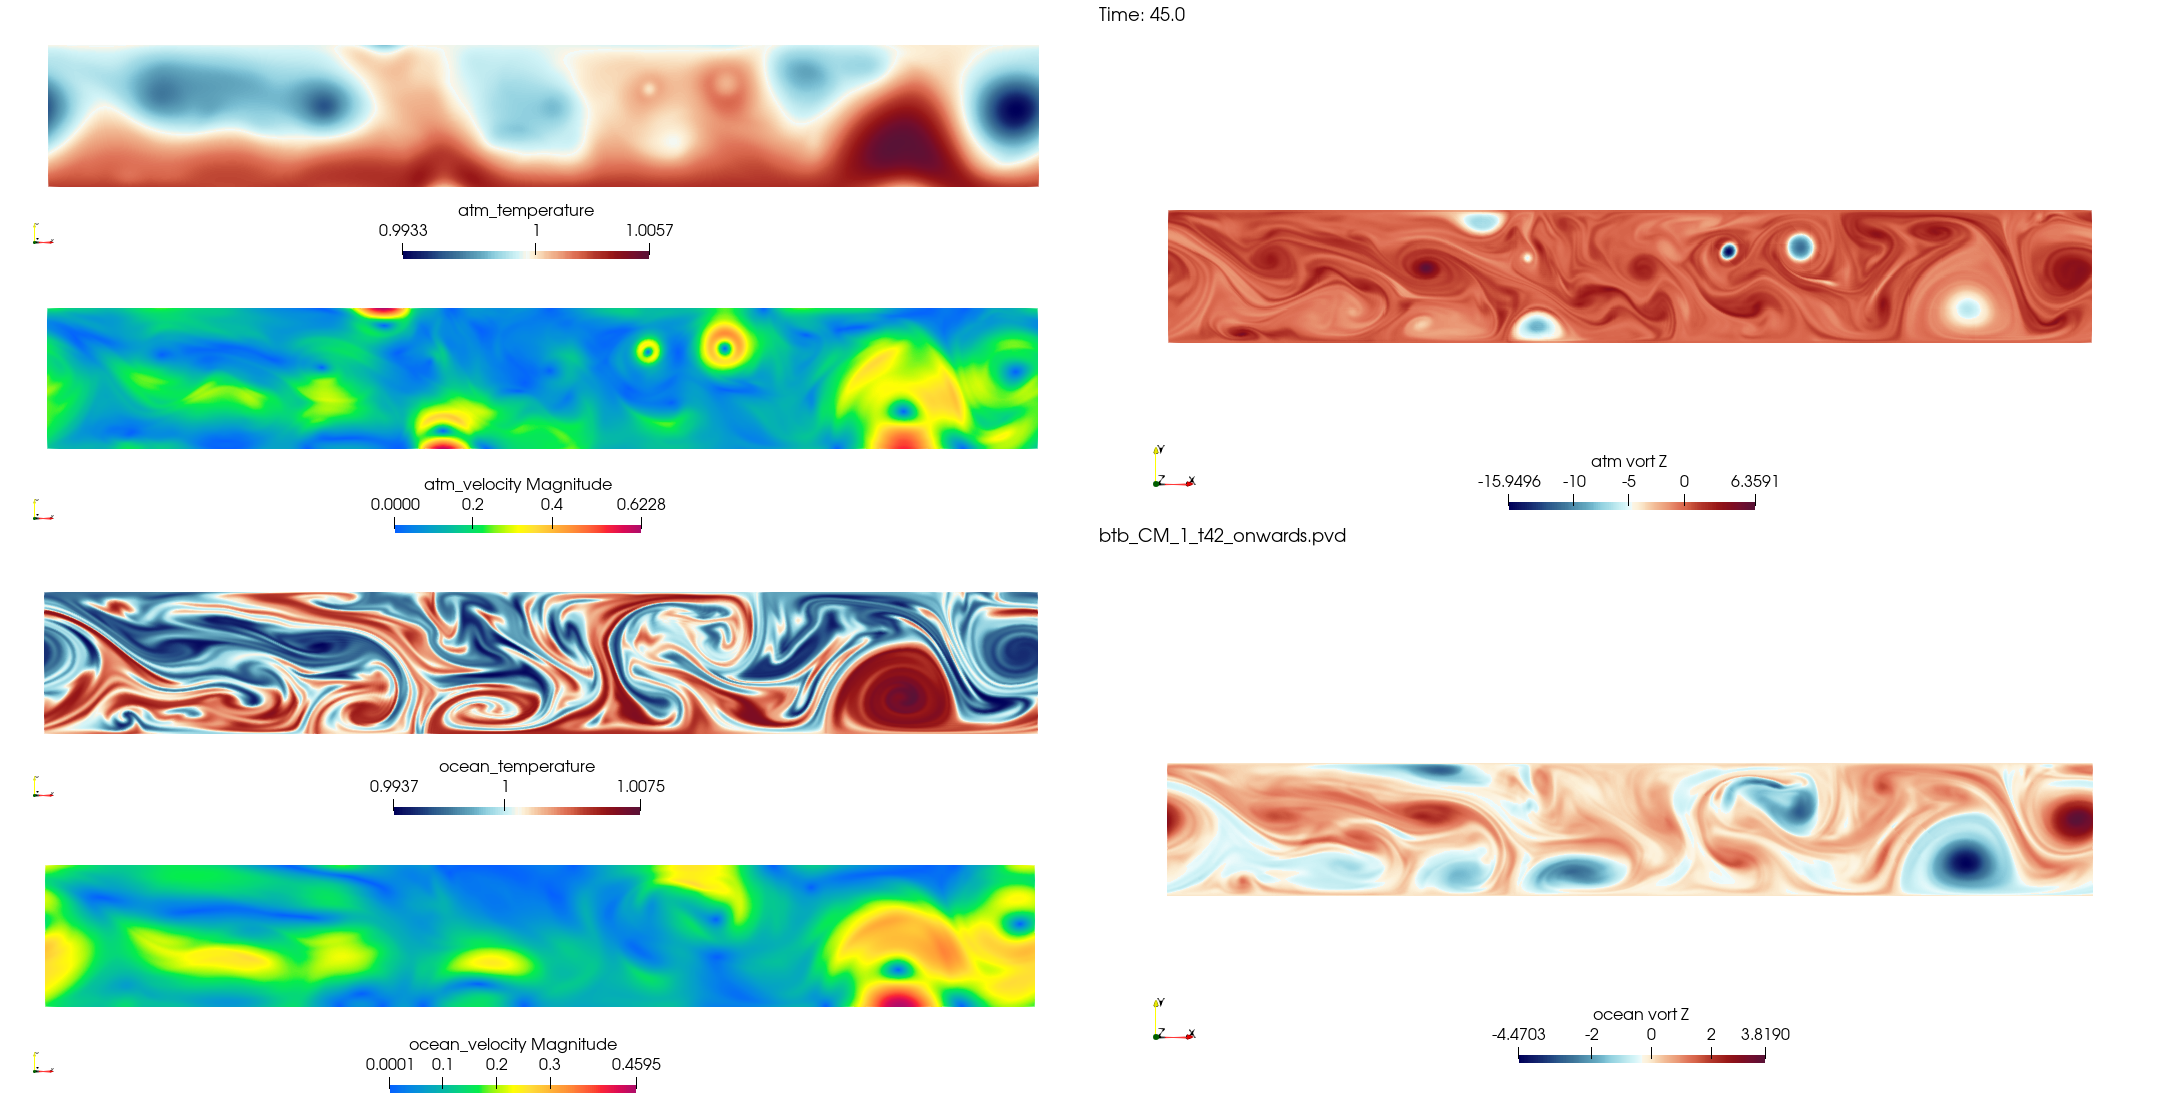 Time: 45.0
atm_temperature
0.9933 1 1.0057
atm_velocity Magnitude
0.0000 0.2 0.4 0.6228
ocean_temperature
0.9937 1 1.0075
ocean_velocity Magnitude
0.0001 0.1 0.2 0.3 0.4595
Y
Z X
atm vort Z
-15.9496 -10 -5 0 6.3591
btb_CM_1_t42_onwards.pvd
Y
Z X
ocean vort Z
-4.4703 -2 0 2 3.8190